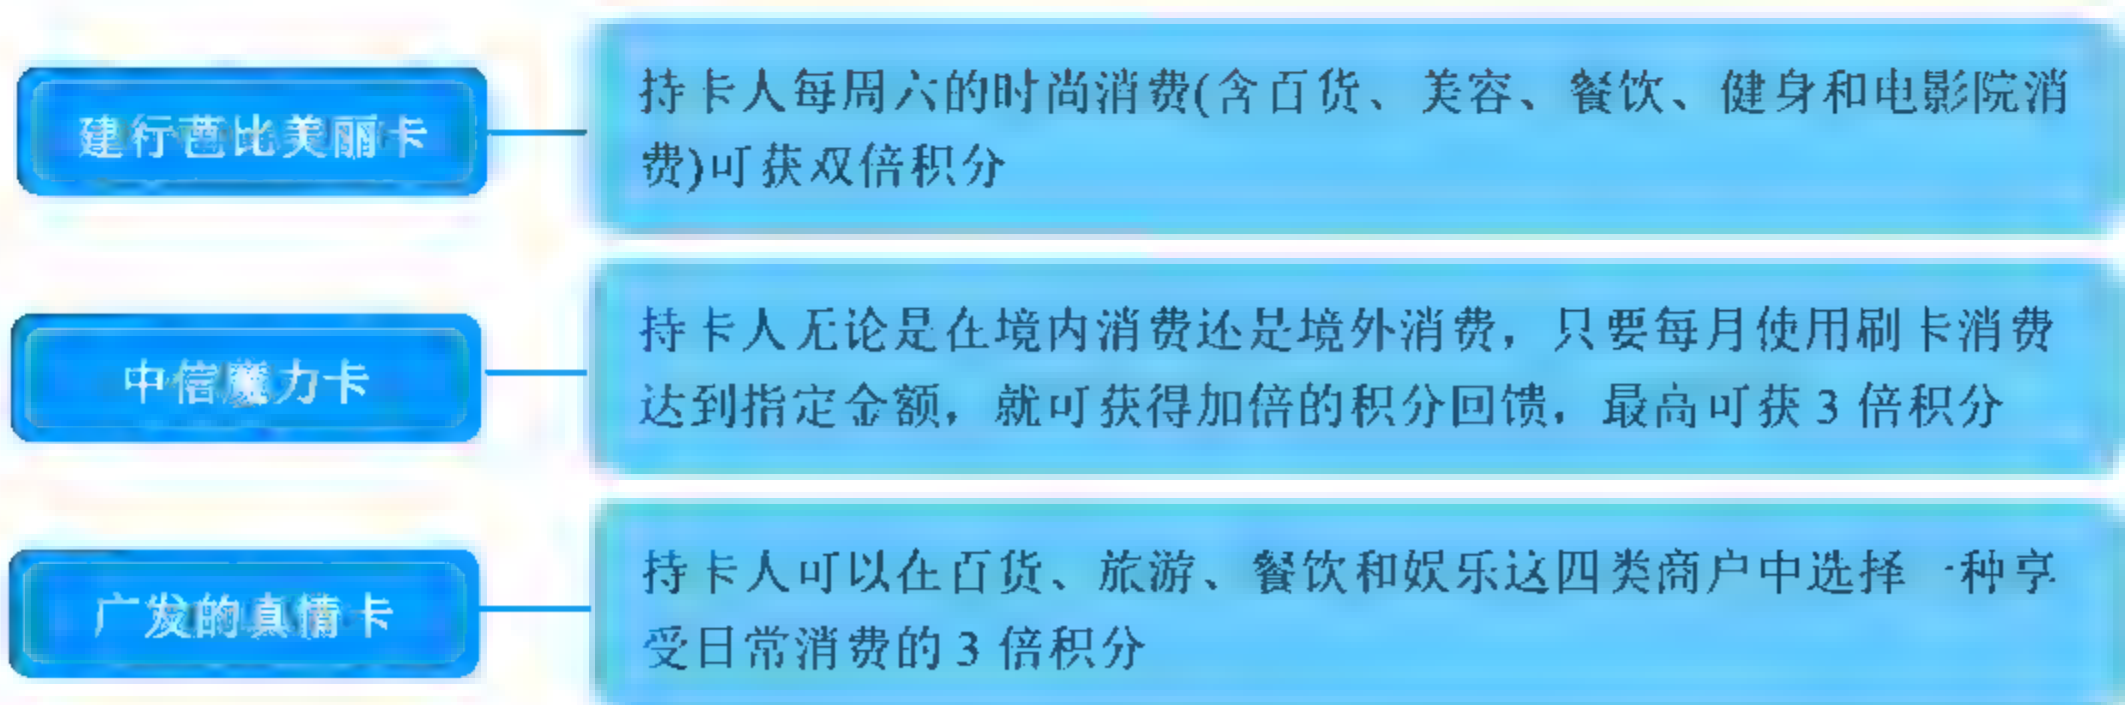 建行芭比美丽卡
持卡人每周六的时尚消费(含百货、美容、餐饮、健身和电影院消
费)可获双倍积分
中信魔力卡
持卡人无论是在境内消费还是境外消费，只要每月使用刷卡消费
达到指定金额，就可获得加倍的积分回馈，最高可获 3 倍积分
广发的真情卡
持卡人可以在百货、旅游、餐饮和娱乐这四类商户中选择一种享
受日常消费的 3 倍积分